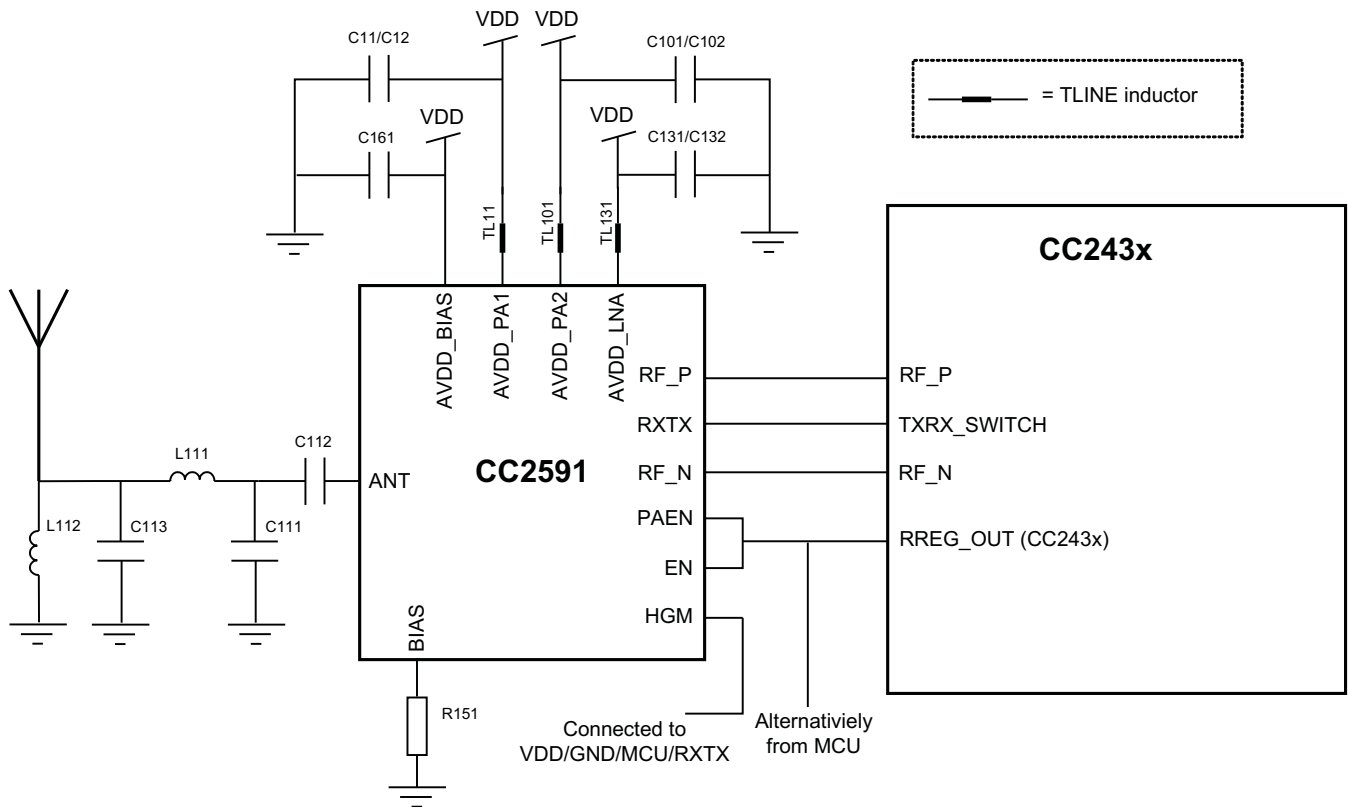 VDD VDD
C11/C12
C101/C102
= TLINE inductor
VDD
VDD
C161
C131/C132
TL11
TL101
TL131
CC243x
AVDD_BIAS
AVDD_PA1
AVDD_PA2
AVDD_LNA
RF_P
RF_P
RXTX
TXRX_SWITCH
CC2591
RF_N
RF_N
C112
L111
ANT
PAEN
L112
C113
C111
RREG_OUT (CC243x)
EN
HGM
BIAS
R151
Connected to
VDD/GND/MCU/RXTX
Alternativiely
from MCU